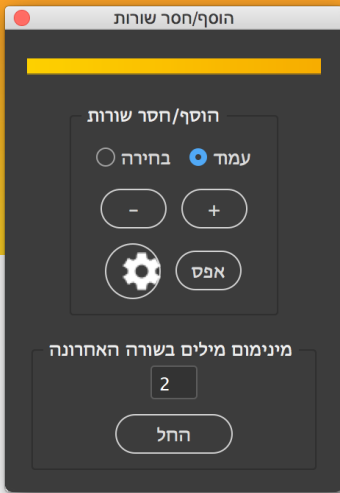 הוסף/חסר שורות
הוסף/חסר שורות
עמוד בחירה
+ -
אפס
מינימום מילים בשורה האחרונה
2
החל